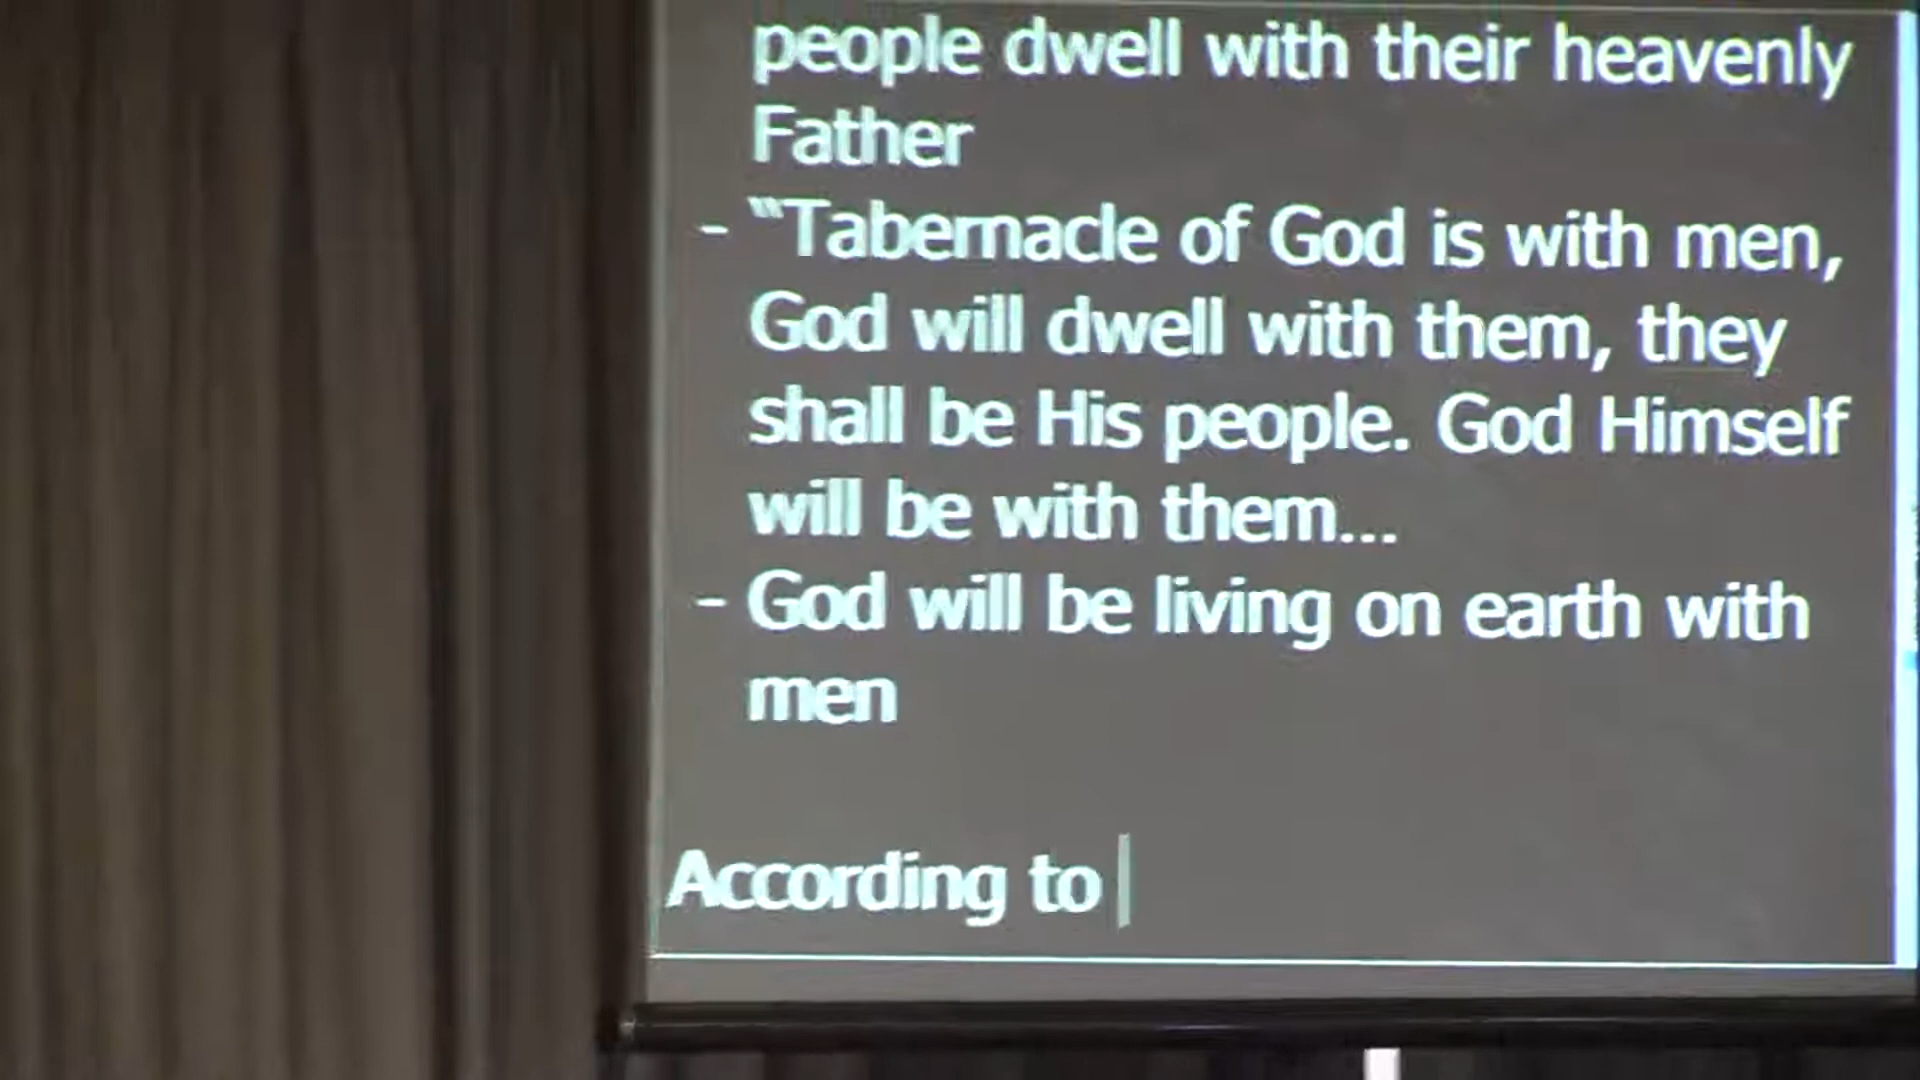 people dwell with their heavenly
Father
- “Tabernacle of God is with men,
God will dwell with them, they
shall be His people. God Himself
will be with them...
- God will be living on earth with
men
According to